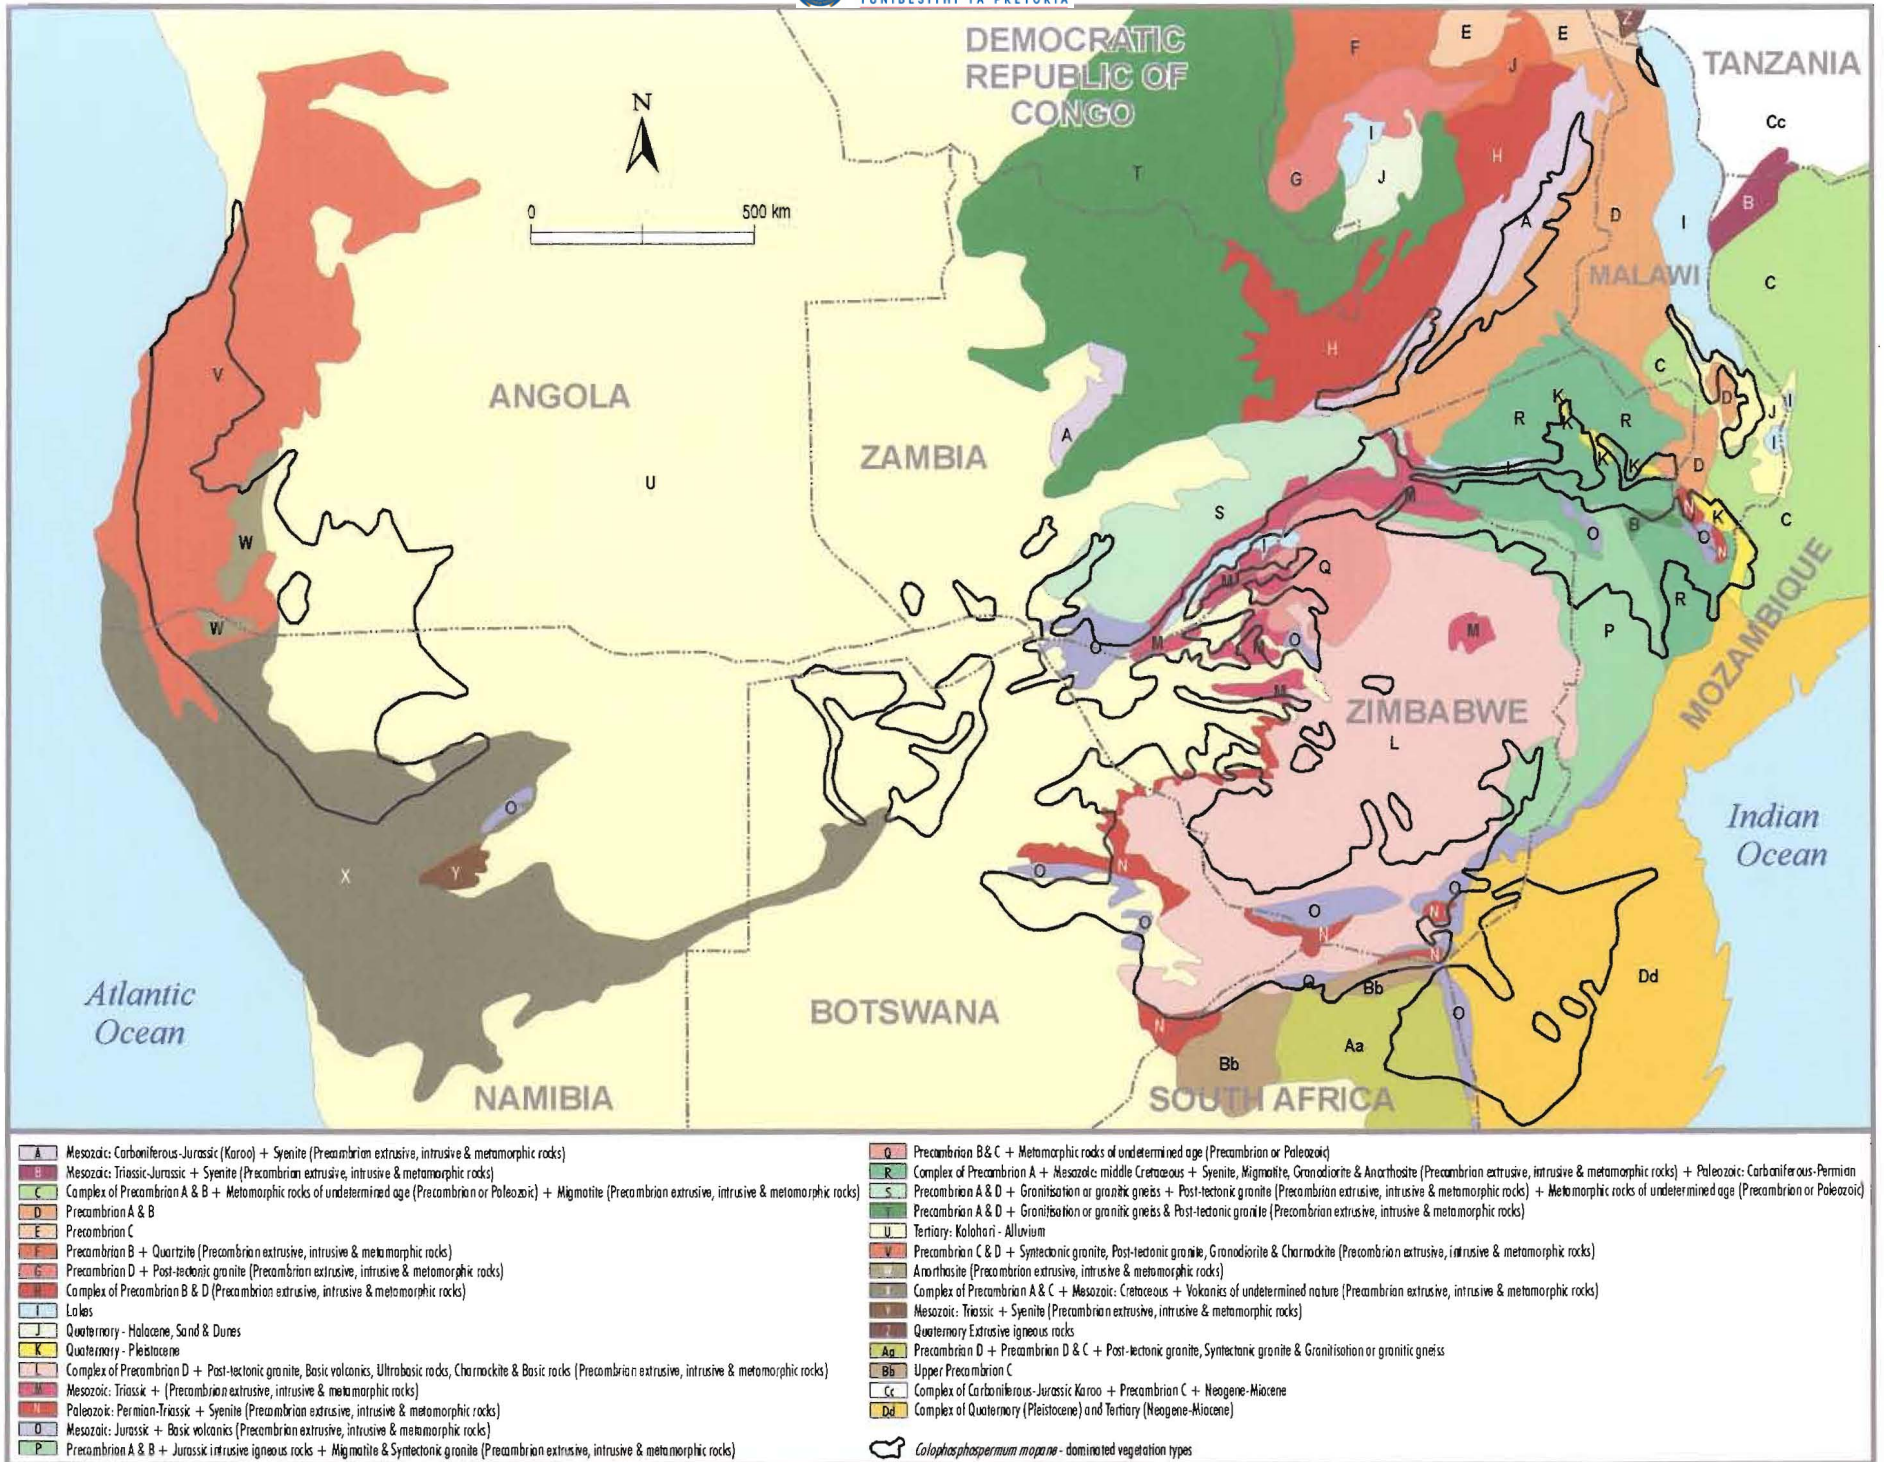 YUNIBESITHI YA PRETORIA
DEMOCRATIC
REPUBLIC OF
CONGO
TANZANIA
N
0 500 km
MALAWI
ANGOLA
ZAMBIA
ZIMBABWE
MOZAMBIQUE
Indian
Ocean
Atlantic
Ocean
BOTSWANA
NAMIBIA
SOUTH AFRICA
A Mesozoic: Carboniferous-Jurassic (Karoo) + Syenite (Precambrian extrusive, intrusive & metamorphic rocks)
B Mesozoic: Triassic-Jurassic + Syenite (Precambrian extrusive, intrusive & metamorphic rocks)
C Complex of Precambrian A & B + Metamorphic rocks of undetermined age (Precambrian or Paleozoic) + Migmatite (Precambrian extrusive, intrusive & metamorphic rocks)
D Precambrian A & B
E Precambrian C
F Precambrian B + Quartzite (Precambrian extrusive, intrusive & metamorphic rocks)
G Precambrian D + Post-tectonic granite (Precambrian extrusive, intrusive & metamorphic rocks)
H Complex of Precambrian B & D (Precambrian extrusive, intrusive & metamorphic rocks)
I Lakes
J Quaternary - Halacene, Sand & Dunes
K Quaternary - Pleistocene
L Complex of Precambrian D + Post-tectonic granite, Basic volcanics, Ultrabasic rocks, Charnockite & Basic rocks (Precambrian extrusive, intrusive & metamorphic rocks)
M Mesozoic: Triassic + (Precambrian extrusive, intrusive & metamorphic rocks)
N Paleozoic: Permian-Triassic + Syenite (Precambrian extrusive, intrusive & metamorphic rocks)
O Mesozoic: Jurassic + Basic volcanics (Precambrian extrusive, intrusive & metamorphic rocks)
P Precambrian A & B + Jurassic intrusive igneous rocks + Migmatite & Syntectonic granite (Precambrian extrusive, intrusive & metamorphic rocks)
Q Precambrian B & C + Metamorphic rocks of undetermined age (Precambrian or Paleozoic)
R Complex of Precambrian A + Mesozoic: middle Cretaceous + Syenite, Migmatite, Granodiorite & Anorthosite (Precambrian extrusive, intrusive & metamorphic rocks) + Paleozoic: Carboniferous-Permian
S Precambrian A & D + Granitisation or granitic gneiss + Post-tectonic granite (Precambrian extrusive, intrusive & metamorphic rocks) + Metamorphic rocks of undetermined age (Precambrian or Paleozoic)
T Precambrian A & D + Granitisation or granitic gneiss & Post-tectonic granite (Precambrian extrusive, intrusive & metamorphic rocks)
U Tertiary: Kalahari - Alluvium
V Precambrian C & D + Syntectonic granite, Post-tectonic granite, Granodiorite & Charnockite (Precambrian extrusive, intrusive & metamorphic rocks)
W Anorthosite (Precambrian extrusive, intrusive & metamorphic rocks)
X Complex of Precambrian A & C + Mesozoic: Cretaceous + Volcanics of undetermined nature (Precambrian extrusive, intrusive & metamorphic rocks)
Y Mesozoic: Triassic + Syenite (Precambrian extrusive, intrusive & metamorphic rocks)
Z Quaternary Extrusive igneous rocks
Aa Precambrian D + Precambrian D & C + Post-tectonic granite, Syntectonic granite & Granitisation or granitic gneiss
Bb Upper Precambrian C
Cc Complex of Carboniferous-Jurassic Karoo + Precambrian C + Neogene-Miocene
Dd Complex of Quaternary (Pleistocene) and Tertiary (Neogene-Miocene)
Colophosphospermum mopane - dominated vegetation types